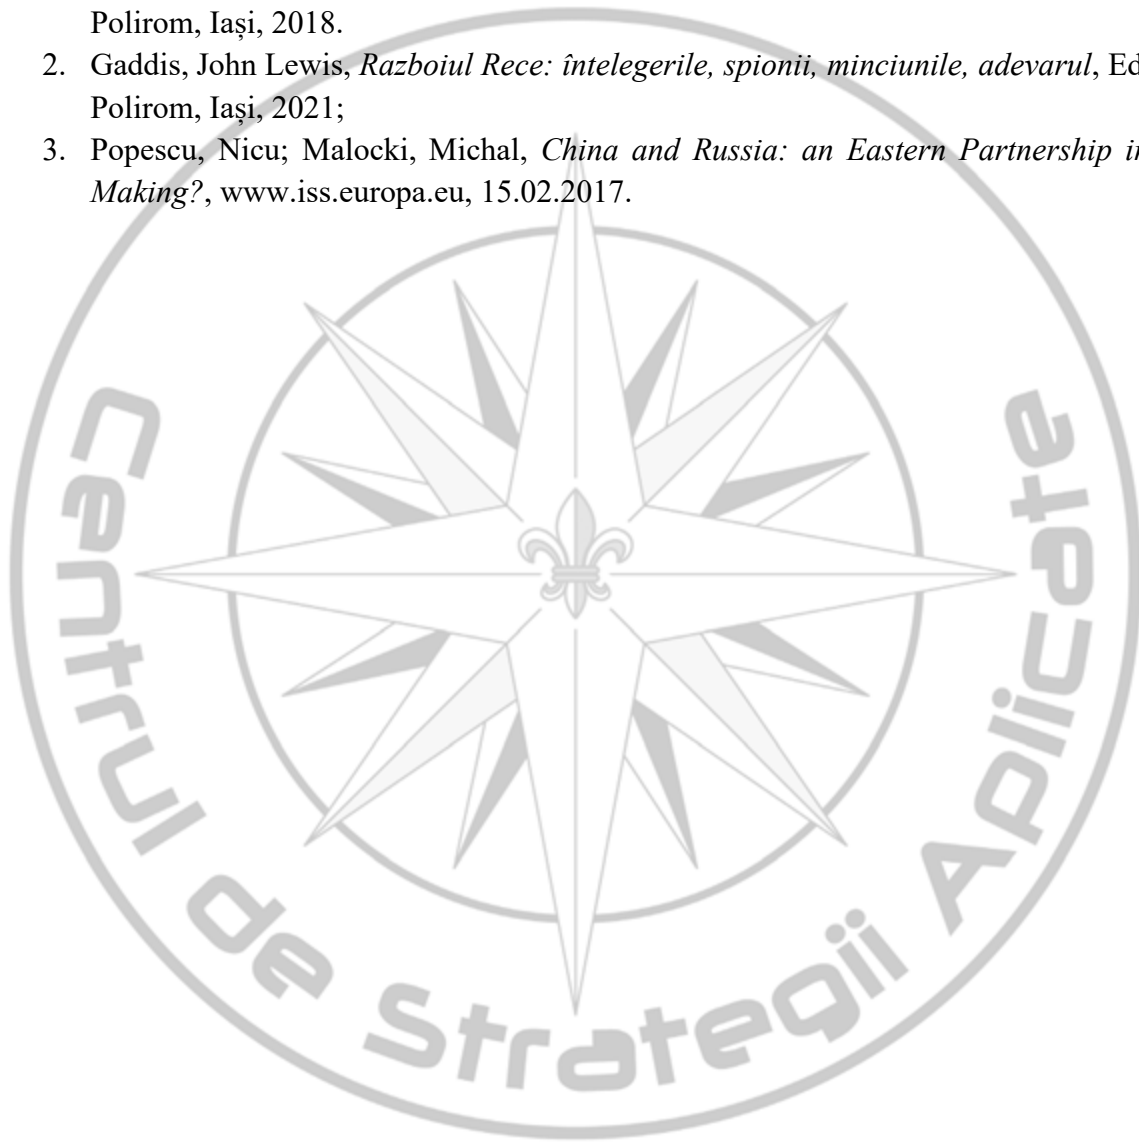 Polirom, Iași, 2018.
2. Gaddis, John Lewis, Razboiul Rece: întelegerile, spionii, minciunile, adevarul, Ed
Polirom, Iași, 2021;
3. Popescu, Nicu; Malocki, Michal, China and Russia: an Eastern Partnership in
Making?, www.iss.europa.eu, 15.02.2017.
Centrul de Strategii Aplicate